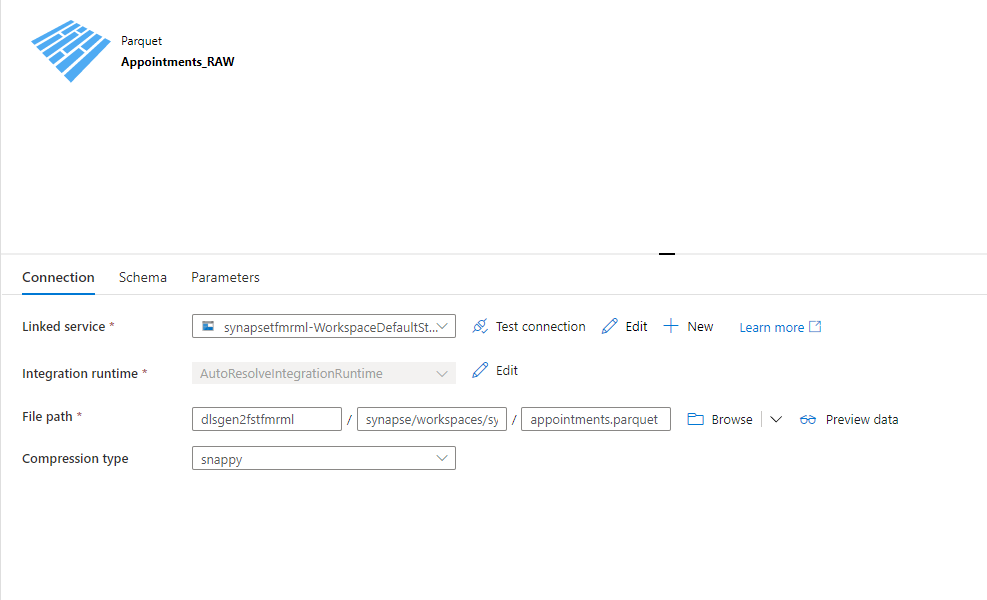 Parquet
Appointments_RAW
Connection Schema Parameters
Linked service * synapsetfmrml-WorkspaceDefaultSt... Test connection Edit New Learn more
Integration runtime * AutoResolveIntegrationRuntime Edit
File path * dlsgen2fstfmrml / synapse/workspaces/sy / appointments.parquet Browse Preview data
Compression type snappy